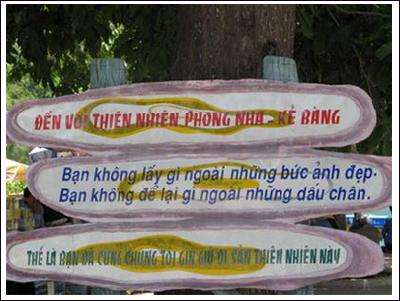 ĐẾN VỚI THIÊN NHIÊN PHONG NHA - KẺ BÀNG
Bạn không lấy gì ngoài những bức ảnh đẹp.
Bạn không để lại gì ngoài những dấu chân.
THẾ LÀ BẠN ĐÃ CÙNG CHÚNG TÔI GÌN GIỮ DI SẢN THIÊN NHIÊN NÀY